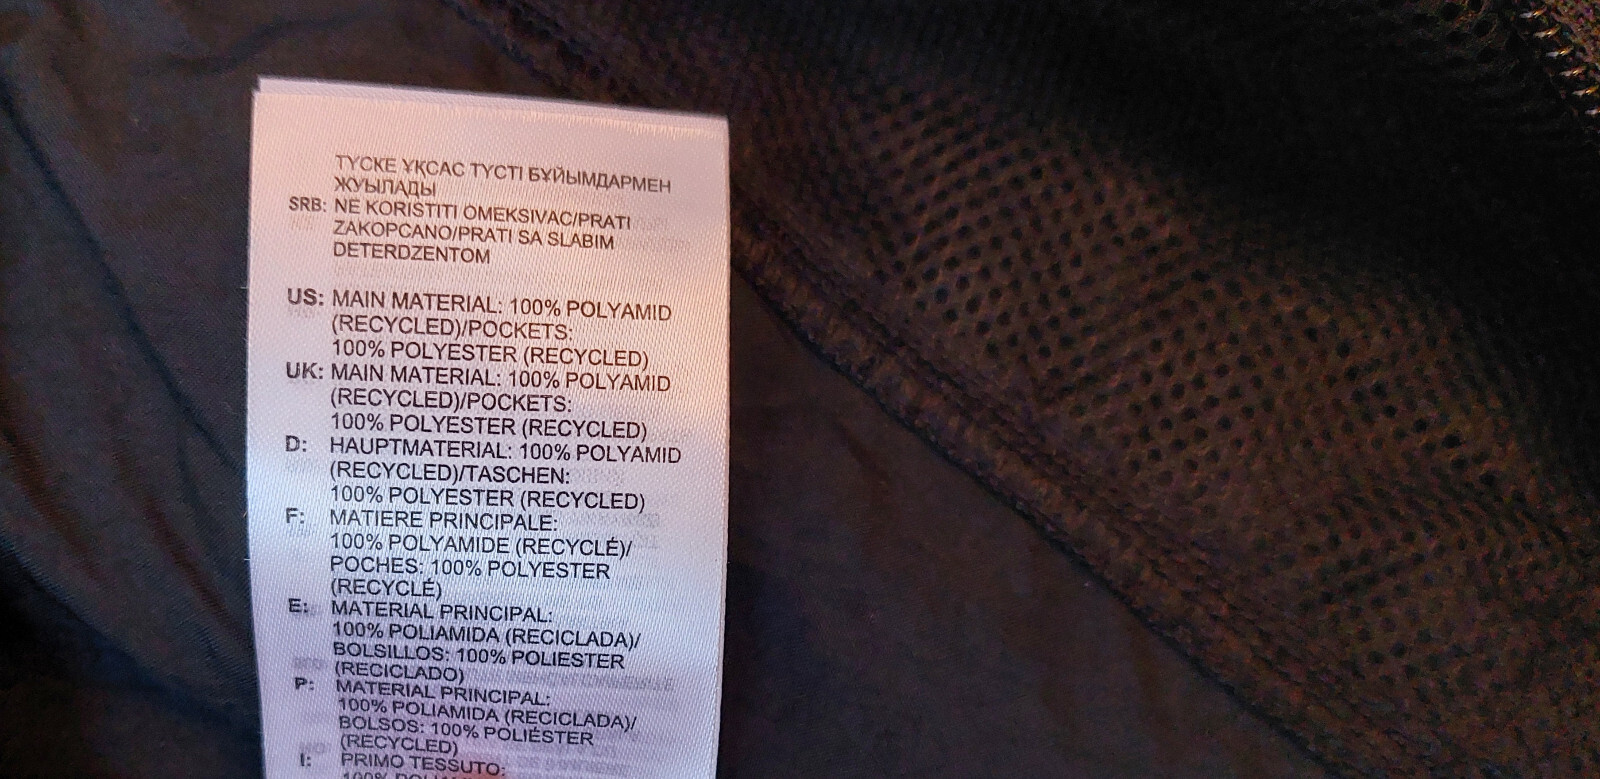 ТҮСКЕ ҰҚСАС ТҮСТІ БҰЙЫМДАРМЕН
ЖУЫЛАДЫ
SRB: NE KORISTITI OMEKSIVAC/PRATI
ZAKOPCANO/PRATI SA SLABIM
DETERDZENTOM
US: MAIN MATERIAL: 100% POLYAMID
(RECYCLED)/POCKETS:
100% POLYESTER (RECYCLED)
UK: MAIN MATERIAL: 100% POLYAMID
(RECYCLED)/POCKETS:
100% POLYESTER (RECYCLED)
D: HAUPTMATERIAL: 100% POLYAMID
(RECYCLED)/TASCHEN:
100% POLYESTER (RECYCLED)
F: MATIERE PRINCIPALE:
100% POLYAMIDE (RECYCLÉ)/
POCHES: 100% POLYESTER
(RECYCLÉ)
E: MATERIAL PRINCIPAL:
100% POLIAMIDA (RECICLADA)/
BOLSILLOS: 100% POLIESTER
(RECICLADO)
P: MATERIAL PRINCIPAL:
100% POLIAMIDA (RECICLADA)/
BOLSOS: 100% POLIÉSTER
(RECYCLED)
I: PRIMO TESSUTO:
100%